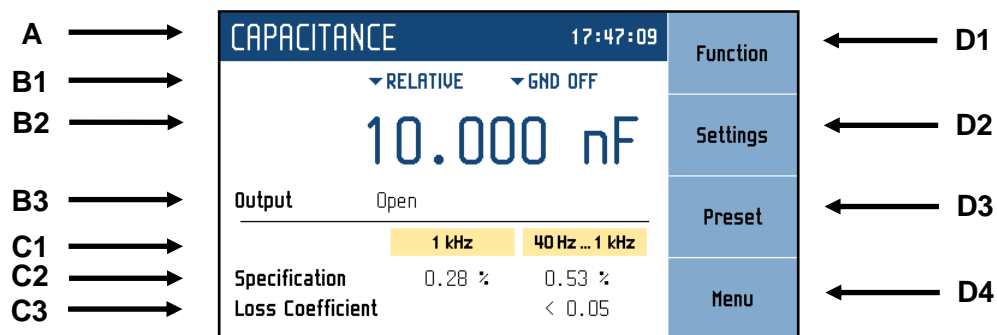 A CAPACITANCE 17:47:09 Function D1
B1 RELATIVE GND OFF
B2 10.000 nF Settings D2
B3 Output Open Preset D3
C1 1 kHz 40 Hz ... 1 kHz
C2 Specification 0.28 % 0.53 %
C3 Loss Coefficient < 0.05 Menu D4